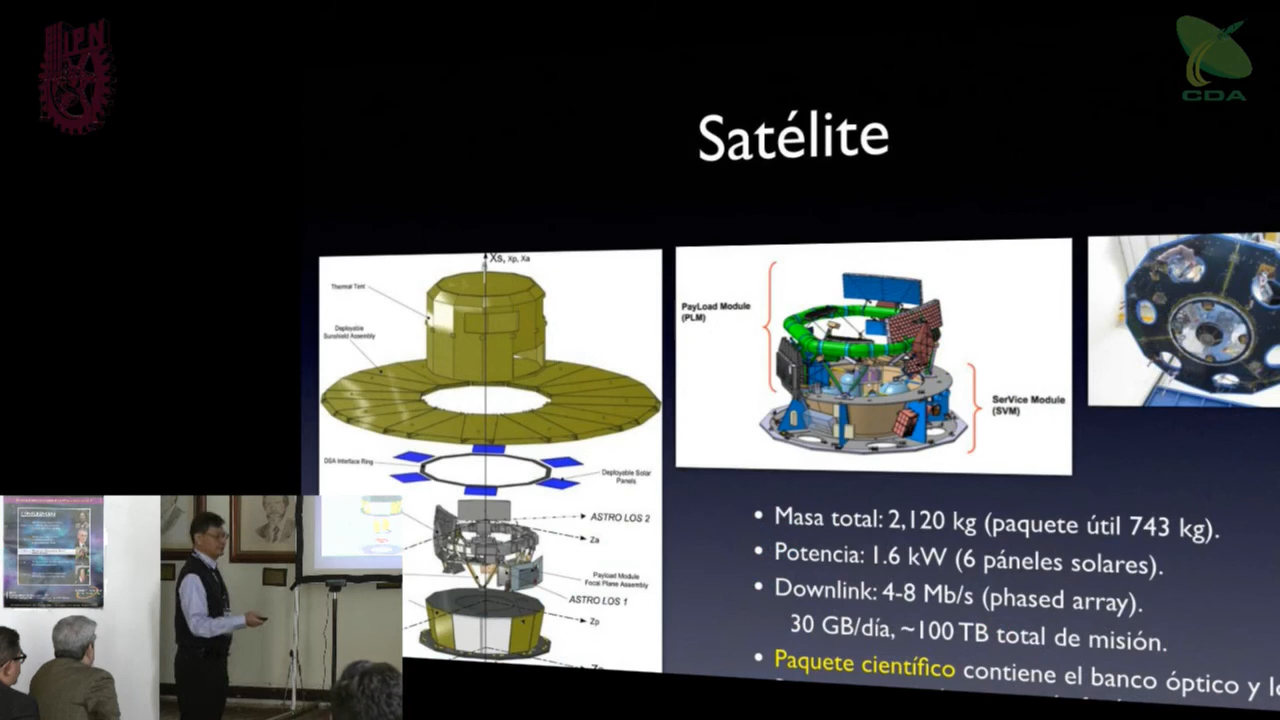 IPN
CDA
Satélite
Xs, Xp, Xa
Thermal Tent
Deployable
Sunshield Assembly
DSA Interface Ring
Deployable Solar
Panels
ASTRO LOS 2
Za
Payload Module
Focal Plane Assembly
ASTRO LOS 1
Zp
PayLoad Module
(PLM)
SerVice Module
(SVM)
• Masa total: 2,120 kg (paquete útil 743 kg).
• Potencia: 1.6 kW (6 páneles solares).
• Downlink: 4-8 Mb/s (phased array).
30 GB/día, ~100 TB total de misión.
• Paquete científico contiene el banco óptico y